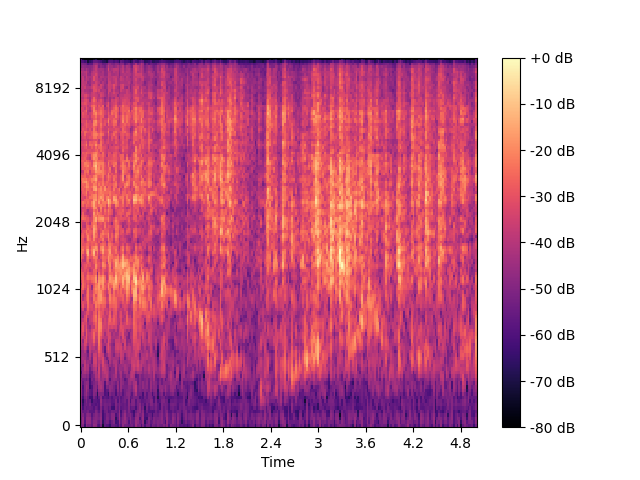 +0 dB
8192
-10 dB
4096
-20 dB
-30 dB
2048
Hz
-40 dB
1024
-50 dB
-60 dB
512
-70 dB
0
-80 dB
0 0.6 1.2 1.8 2.4 3 3.6 4.2 4.8
Time